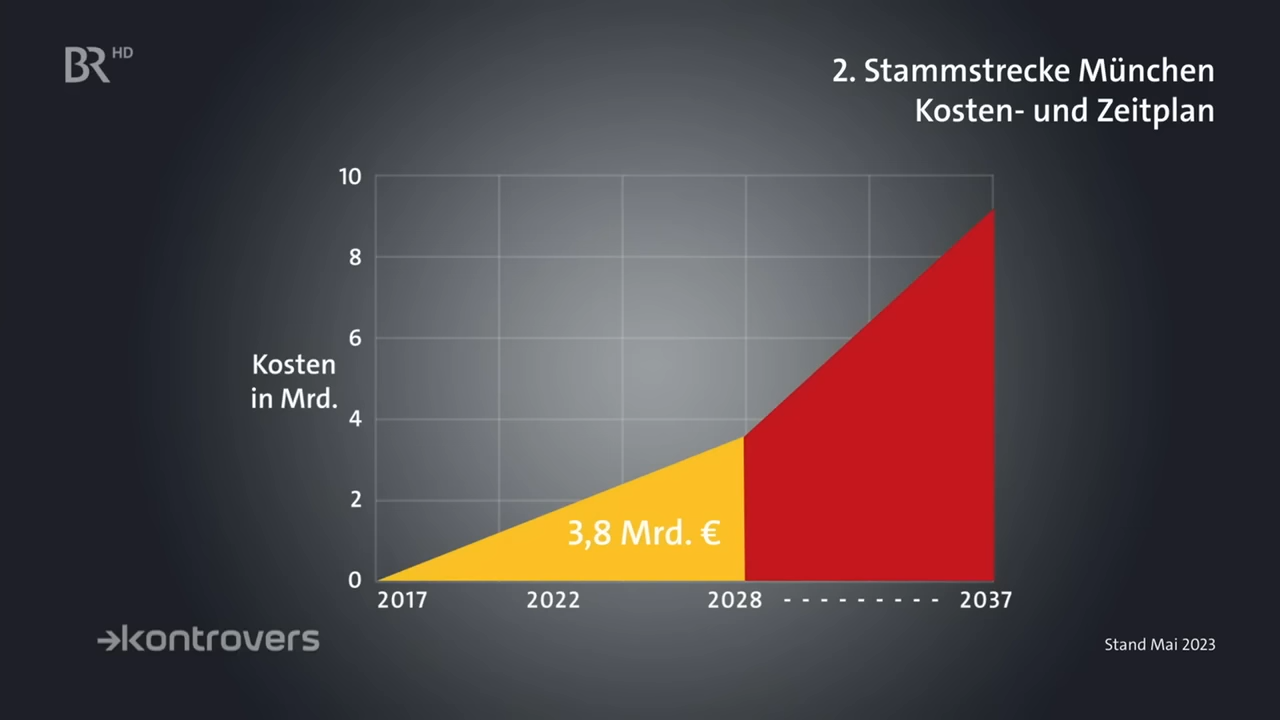 BR HD
2. Stammstrecke München
Kosten- und Zeitplan
Kosten
in Mrd.
10
8
6
4
2
0
3,8 Mrd. €
2017 2022 2028 - - - - - - - - - 2037
→kontrovers
Stand Mai 2023